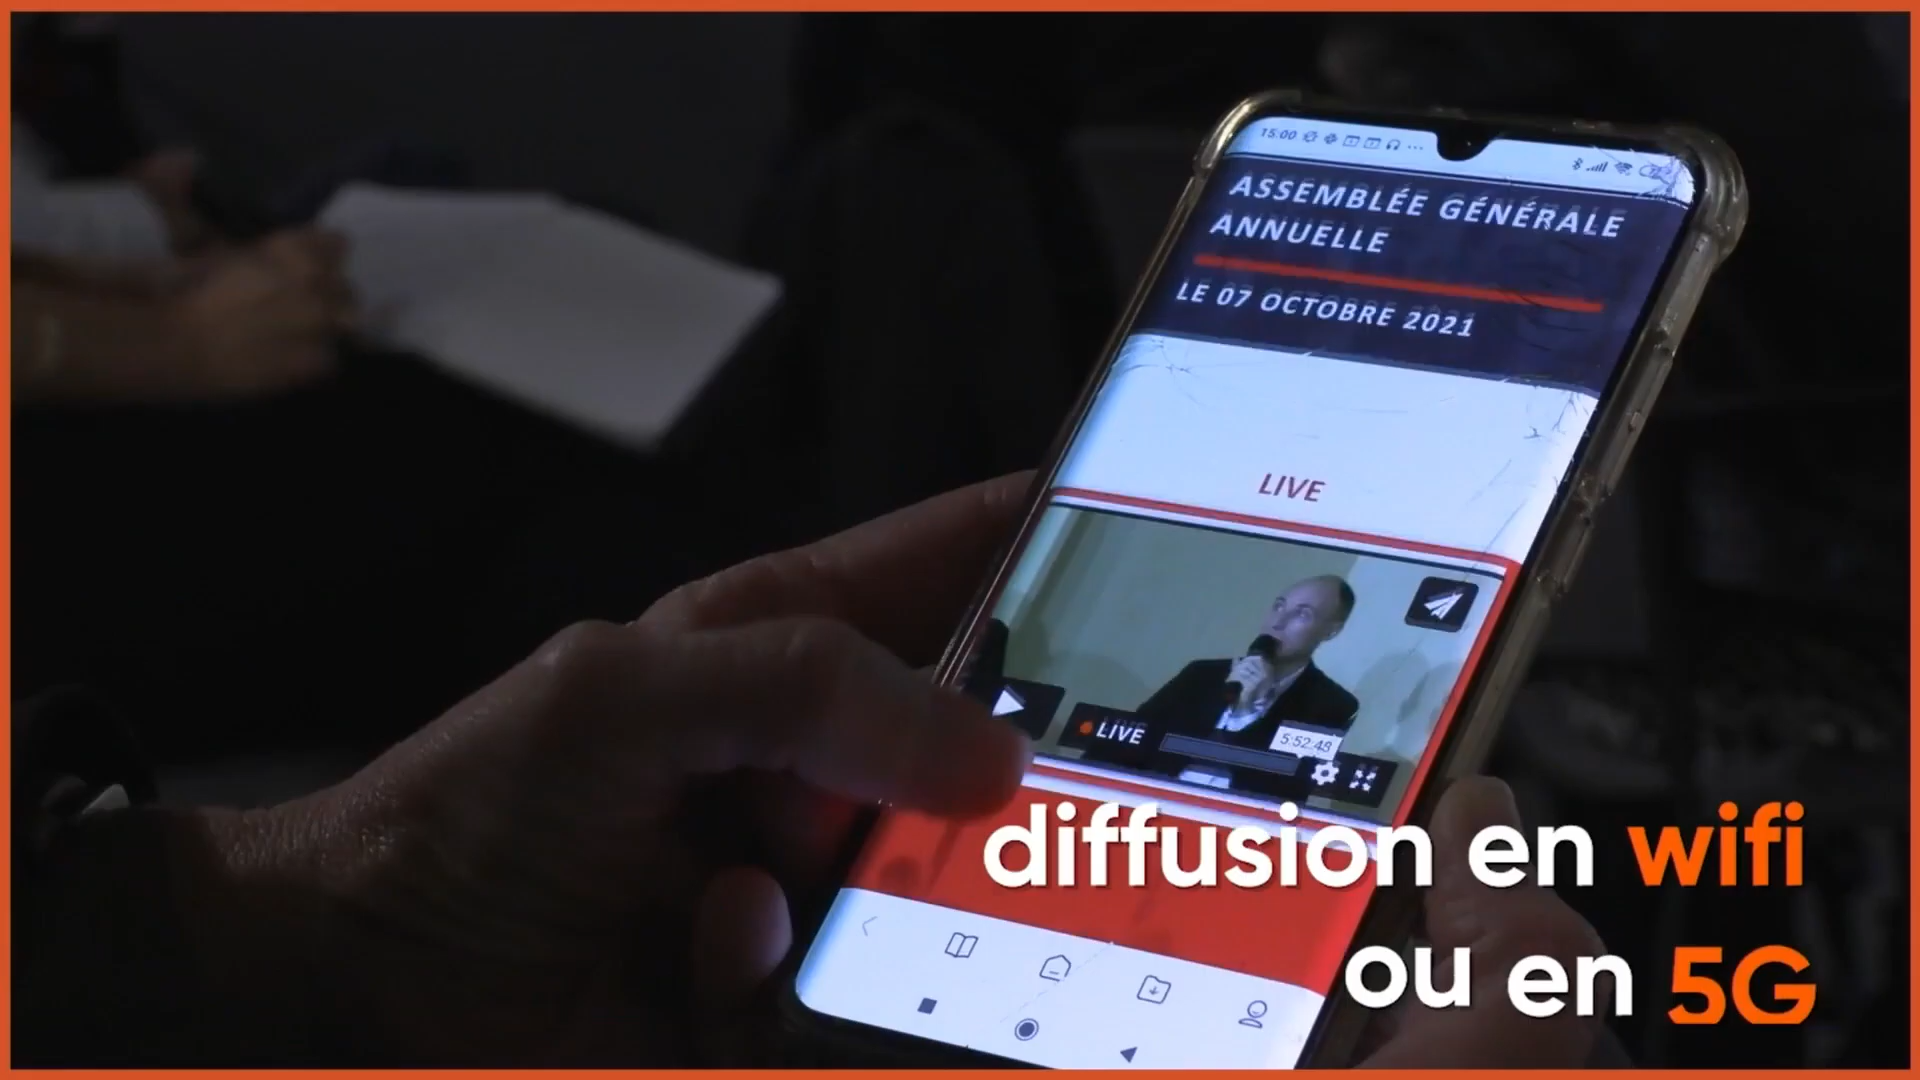 15:00
ASSEMBLÉE GÉNÉRALE
ANNUELLE
LE 07 OCTOBRE 2021
LIVE
LIVE
5:52:48
diffusion en wifi
ou en 5G